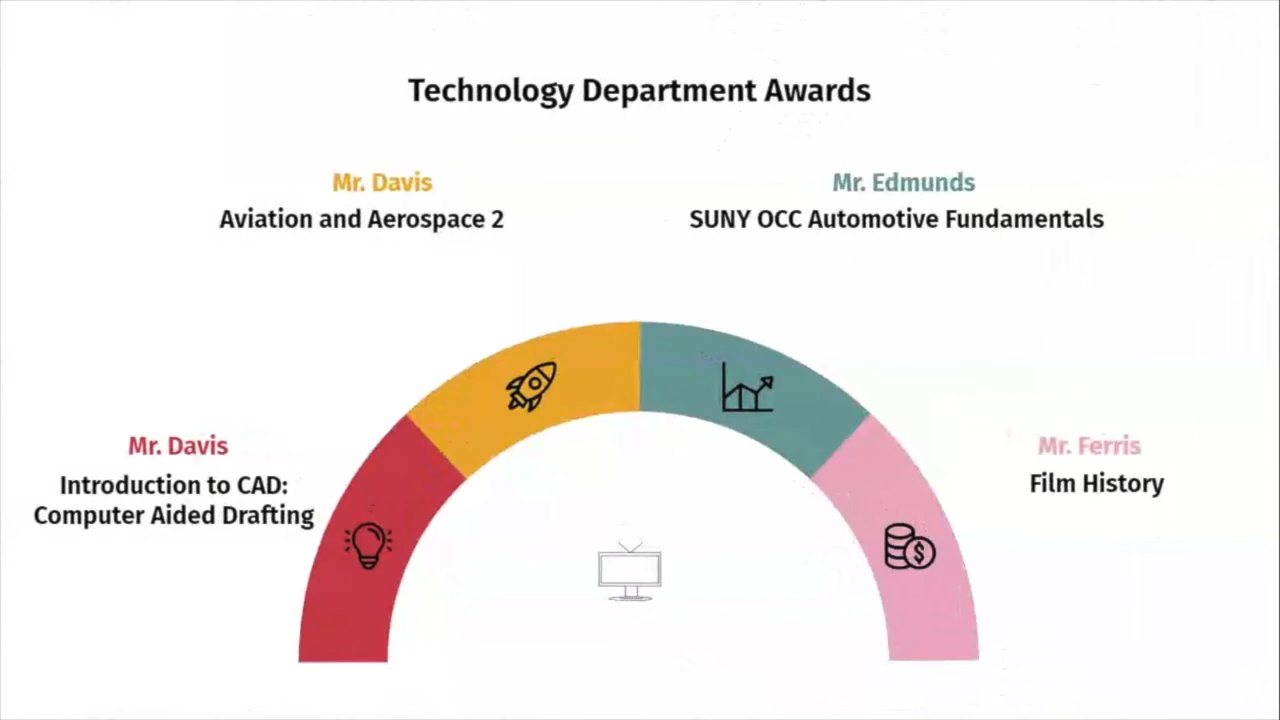 Technology Department Awards
Mr. Davis
Aviation and Aerospace 2
Mr. Edmunds
SUNY OCC Automotive Fundamentals
Mr. Davis
Introduction to CAD:
Computer Aided Drafting
Mr. Ferris
Film History
$